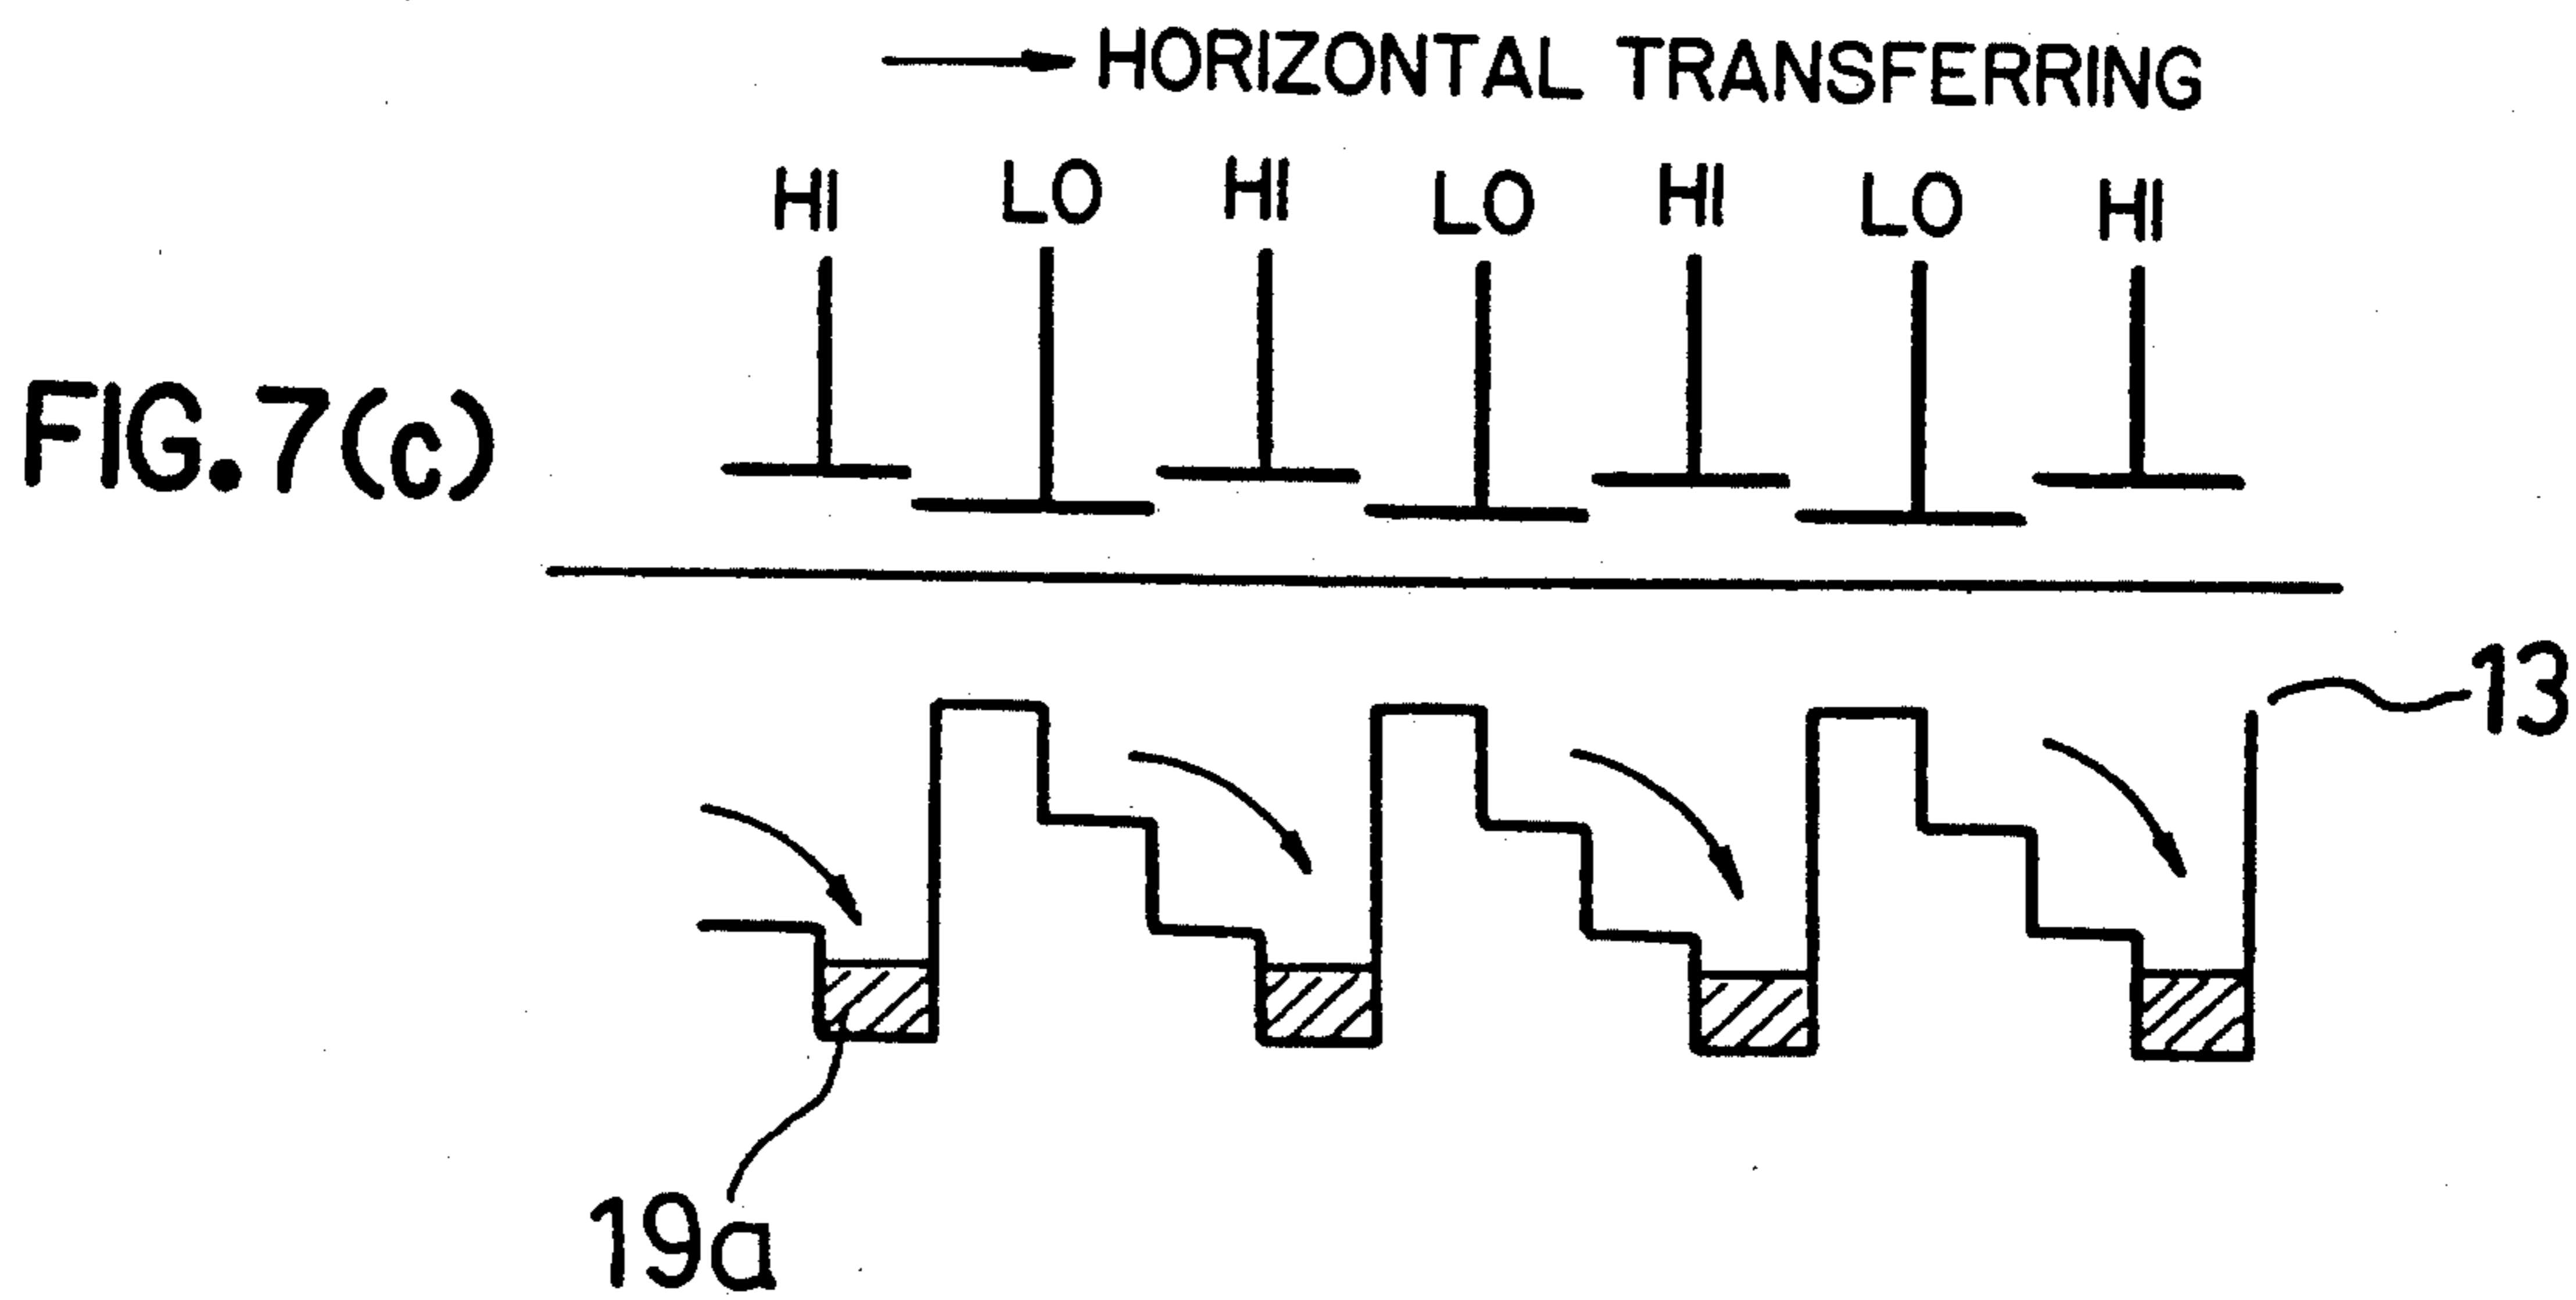 HORIZONTAL TRANSFERRING
HI LO HI LO HI LO HI
FIG.7(c)
13
19a